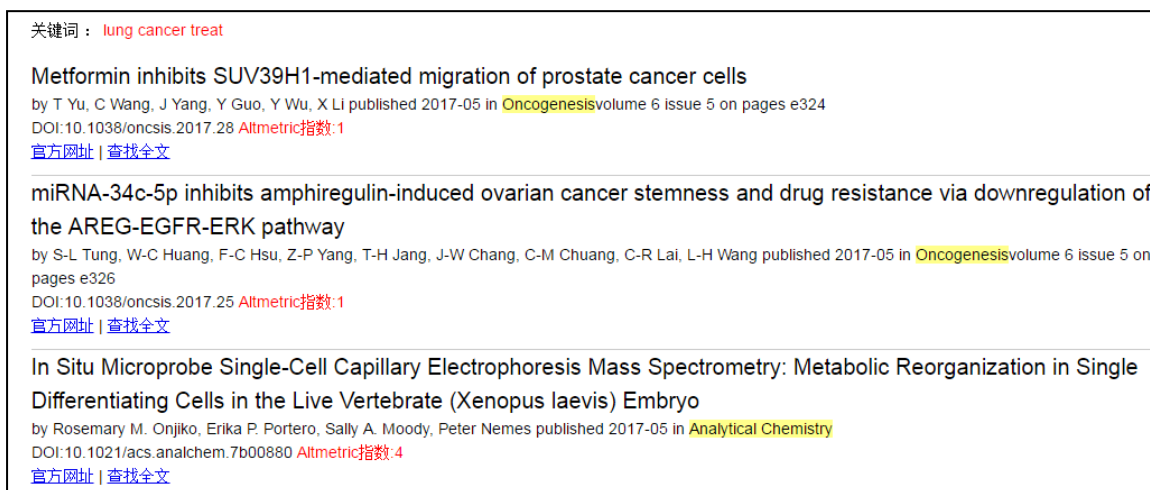 关键词： lung cancer treat
Metformin inhibits SUV39H1-mediated migration of prostate cancer cells
by T Yu, C Wang, J Yang, Y Guo, Y Wu, X Li published 2017-05 in Oncogenesisvolume 6 issue 5 on pages e324
DOI:10.1038/oncsis.2017.28 Altmetric指数:1
官方网址 | 查找全文
miRNA-34c-5p inhibits amphiregulin-induced ovarian cancer stemness and drug resistance via downregulation of
the AREG-EGFR-ERK pathway
by S-L Tung, W-C Huang, F-C Hsu, Z-P Yang, T-H Jang, J-W Chang, C-M Chuang, C-R Lai, L-H Wang published 2017-05 in Oncogenesisvolume 6 issue 5 on
pages e326
DOI:10.1038/oncsis.2017.25 Altmetric指数:1
官方网址 | 查找全文
In Situ Microprobe Single-Cell Capillary Electrophoresis Mass Spectrometry: Metabolic Reorganization in Single
Differentiating Cells in the Live Vertebrate (Xenopus laevis) Embryo
by Rosemary M. Onjiko, Erika P. Portero, Sally A. Moody, Peter Nemes published 2017-05 in Analytical Chemistry
DOI:10.1021/acs.analchem.7b00880 Altmetric指数:4
官方网址 | 查找全文